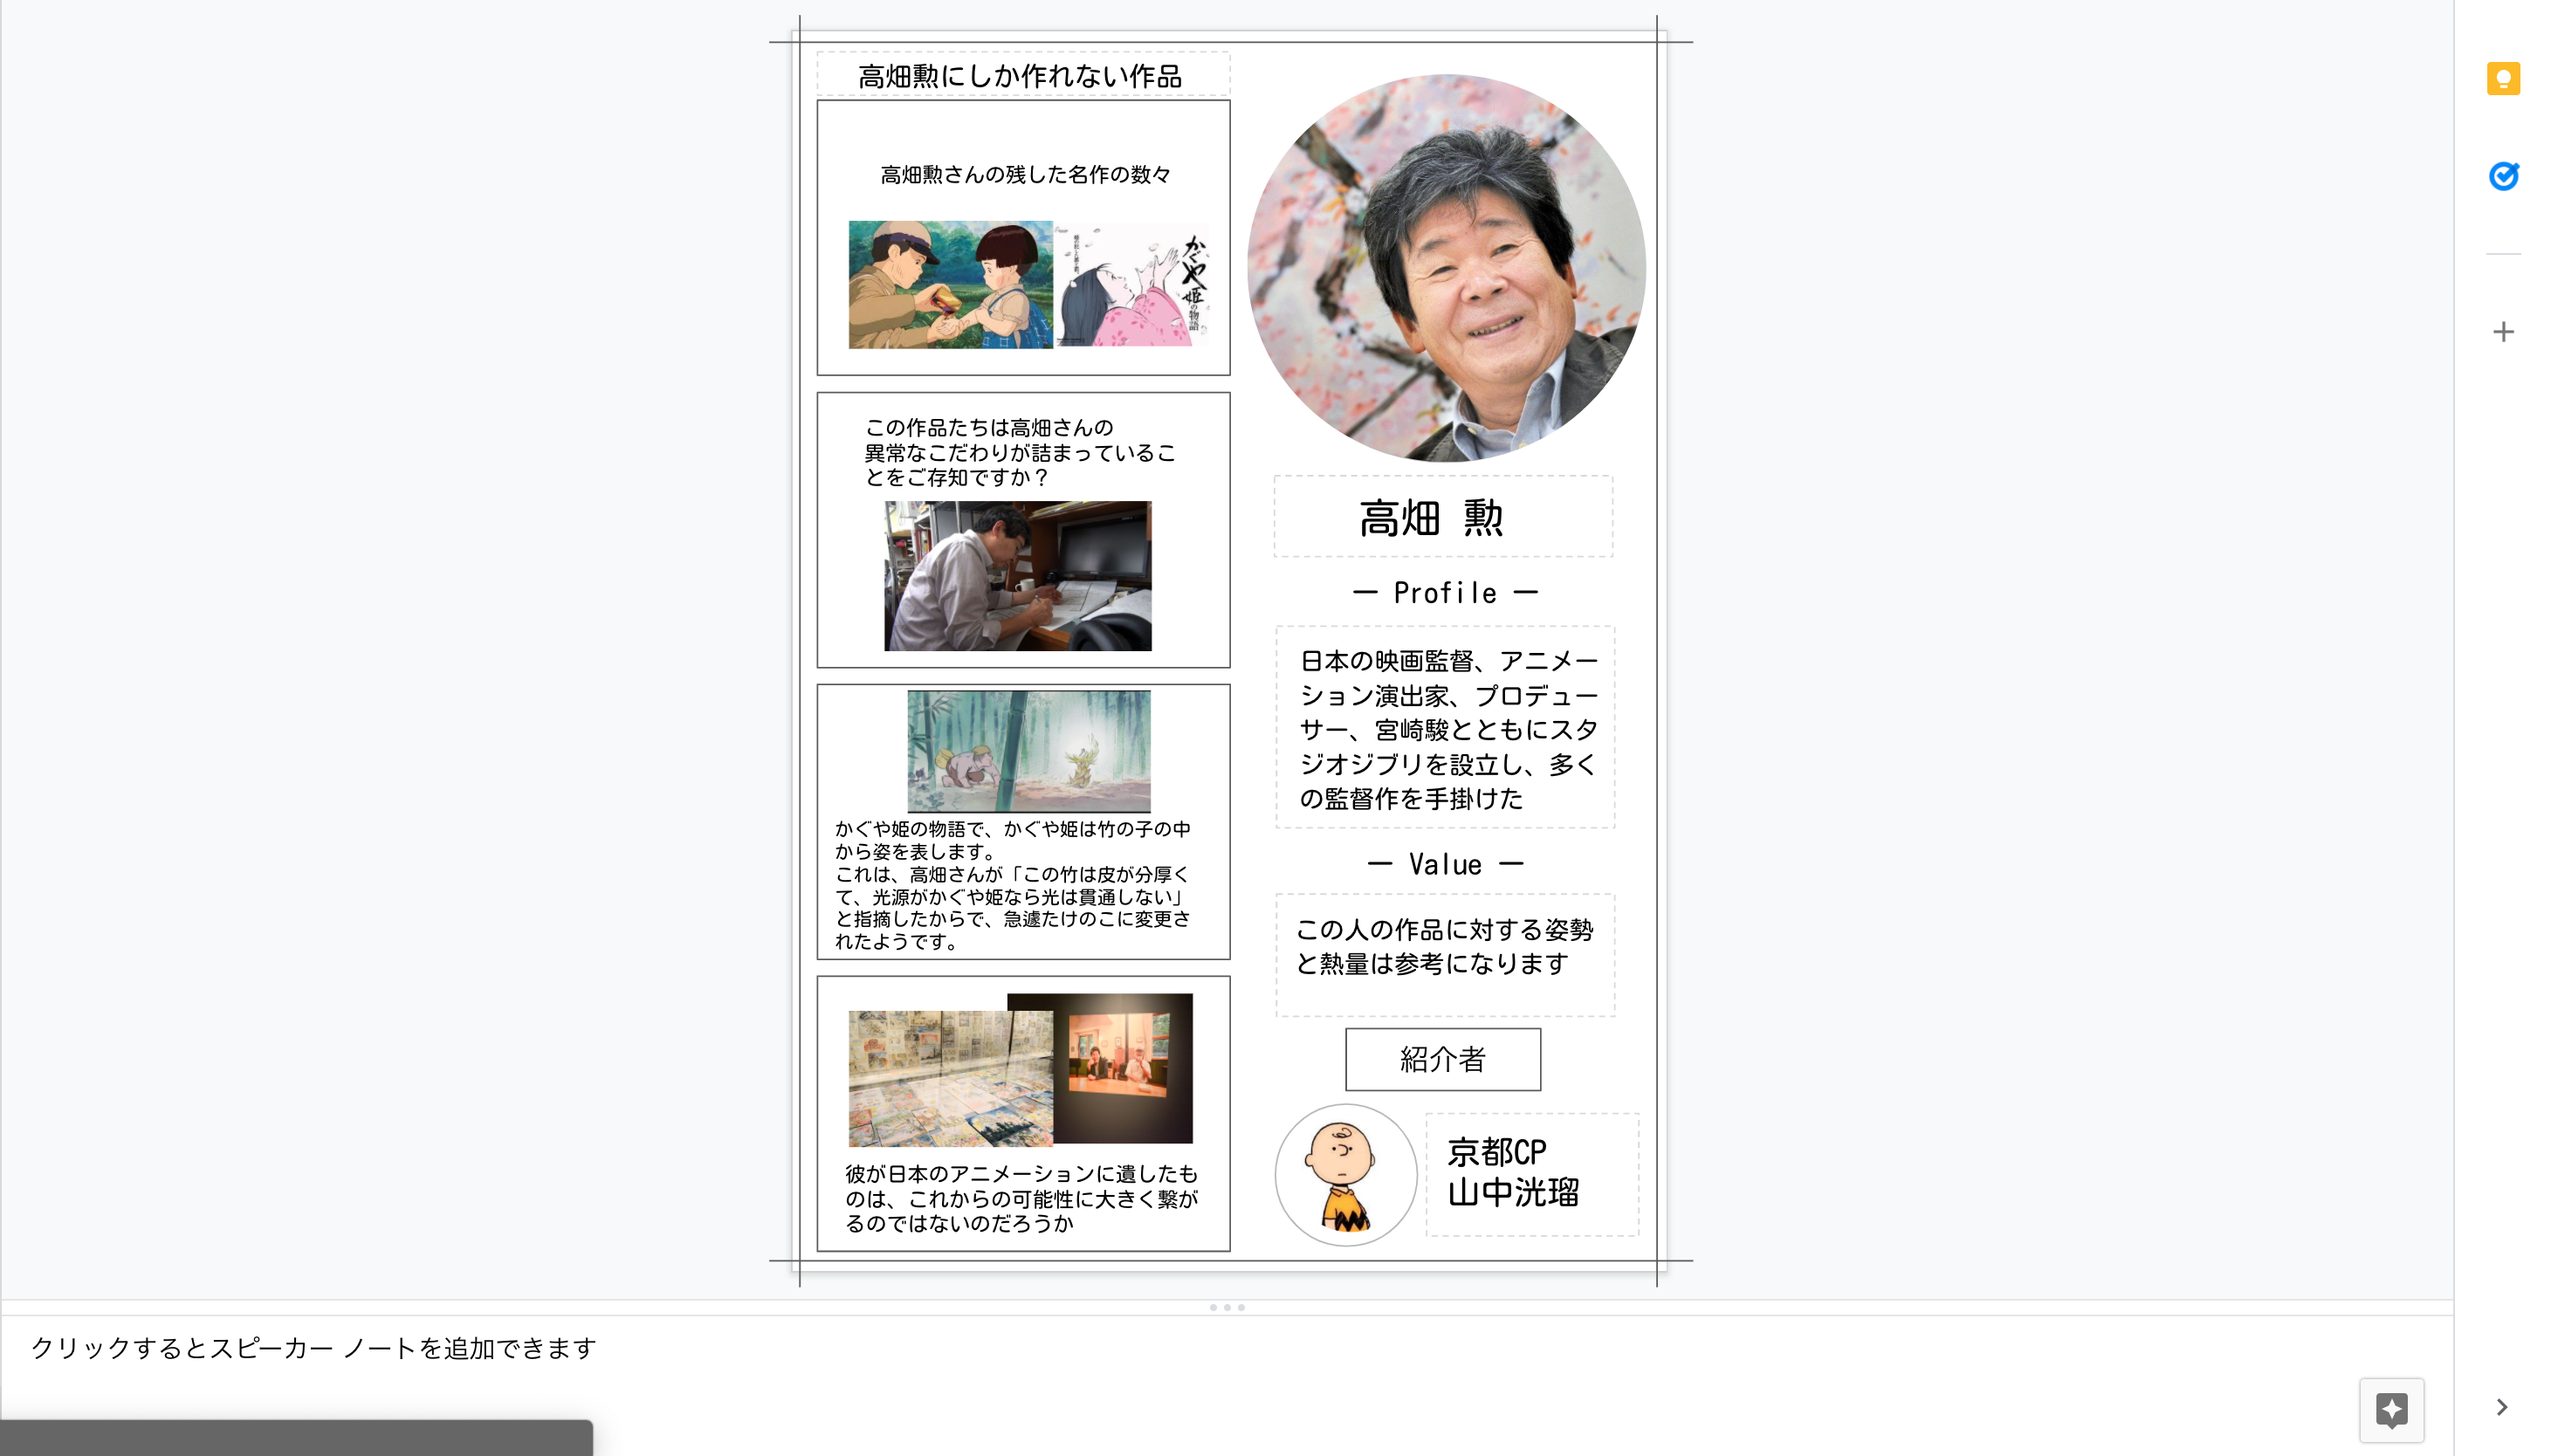 高畑勲にしか作れない作品
高畑勲さんの残した名作の数々
かぐや姫の物語
この作品たちは高畑さんの
異常なこだわりが詰まっているこ
とをご存知ですか？
かぐや姫の物語で、かぐや姫は竹の子の中
から姿を表します。
これは、高畑さんが「この竹は皮が分厚く
て、光源がかぐや姫なら光は貫通しない」
と指摘したからで、急遽たけのこに変更さ
れたようです。
彼が日本のアニメーションに遺したも
のは、これからの可能性に大きく繋が
るのではないのだろうか
高畑 勲
ー Profile ー
日本の映画監督、アニメー
ション演出家、プロデュー
サー、宮崎駿とともにスタ
ジオジブリを設立し、多く
の監督作を手掛けた
ー Value ー
この人の作品に対する姿勢
と熱量は参考になります
紹介者
京都CP
山中洸瑠
クリックするとスピーカー ノートを追加できます